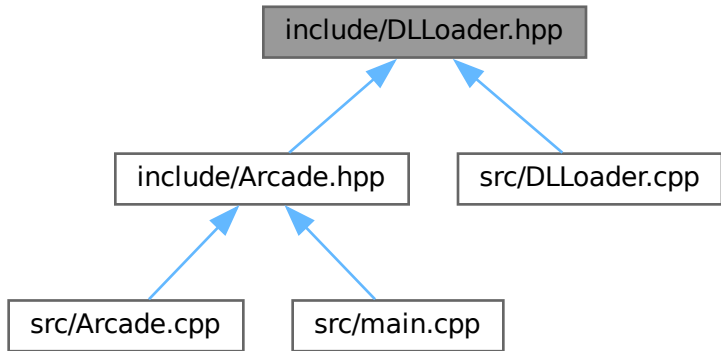 include/DLLoader.hpp
include/Arcade.hpp
src/DLLoader.cpp
src/Arcade.cpp
src/main.cpp